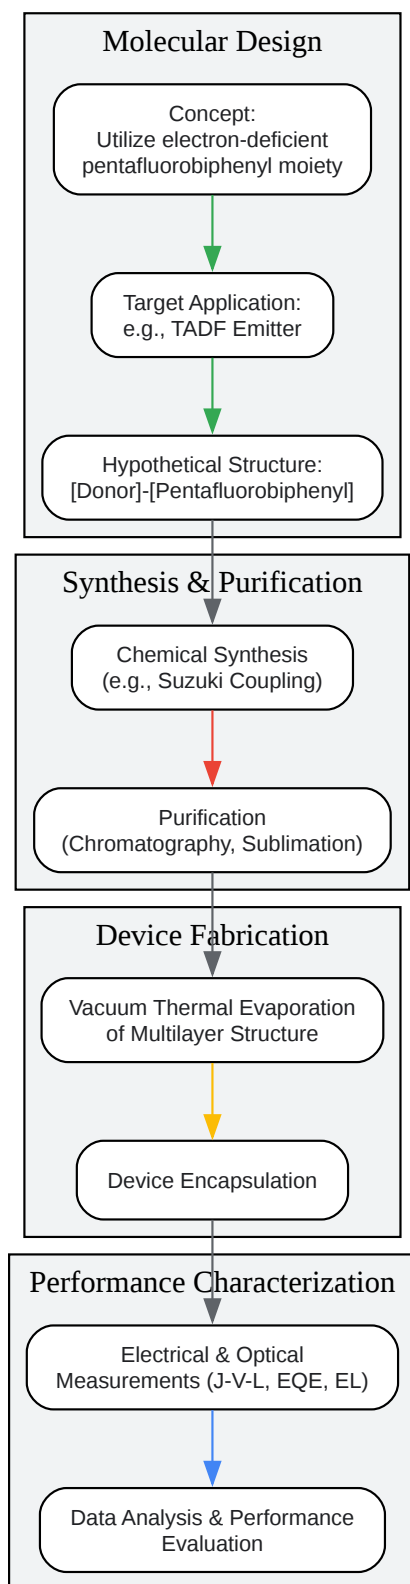 Molecular Design
Concept:
Utilize electron-deficient
pentafluorobiphenyl moiety
Target Application:
e.g., TADF Emitter
Hypothetical Structure:
[Donor]-[Pentafluorobiphenyl]
Synthesis & Purification
Chemical Synthesis
(e.g., Suzuki Coupling)
Purification
(Chromatography, Sublimation)
Device Fabrication
Vacuum Thermal Evaporation
of Multilayer Structure
Device Encapsulation
Performance Characterization
Electrical & Optical
Measurements (J-V-L, EQE, EL)
Data Analysis & Performance
Evaluation